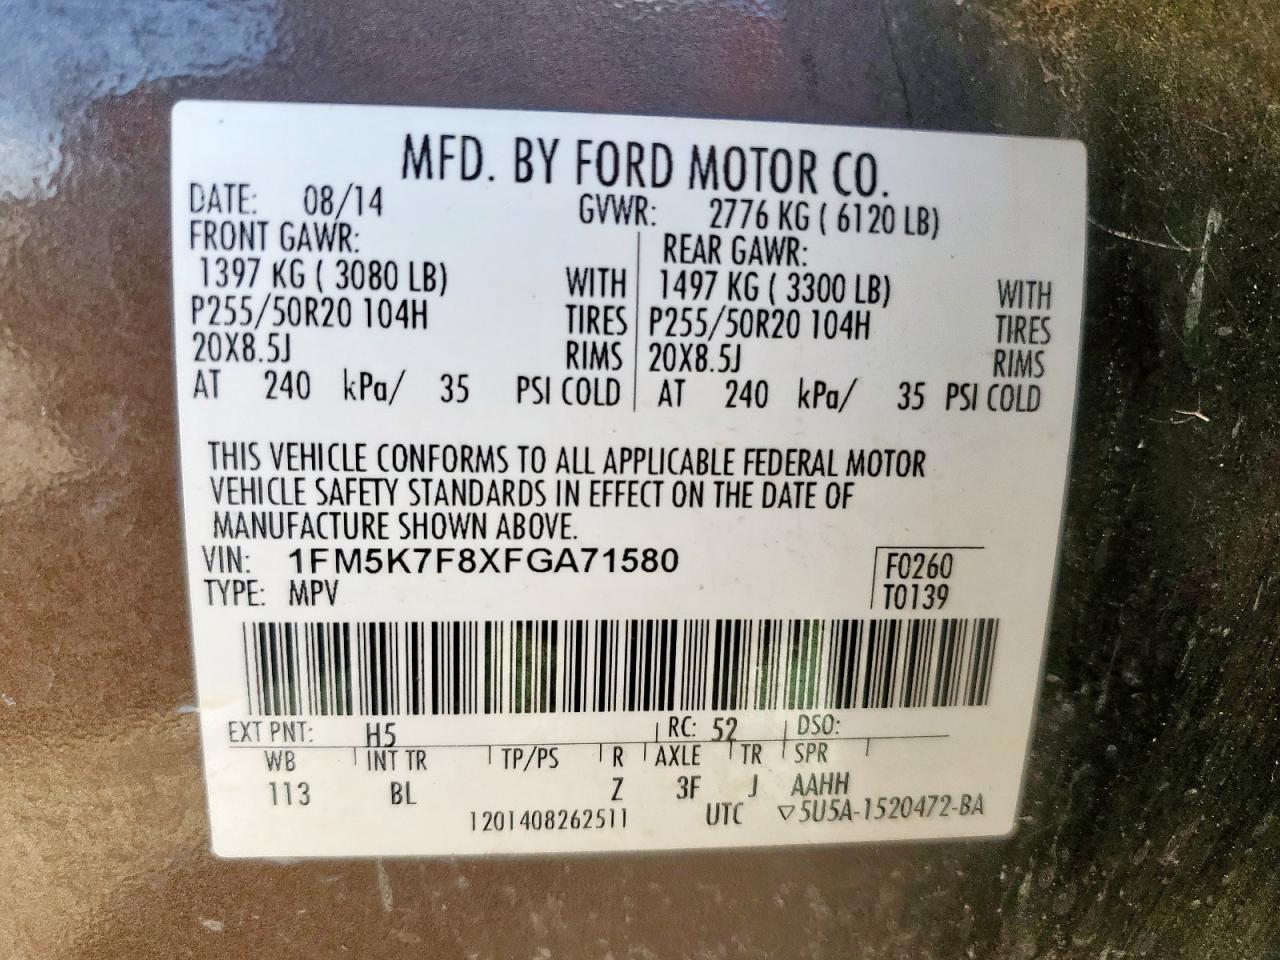 MFD. BY FORD MOTOR CO.
DATE: 08/14 GVWR: 2776 KG ( 6120 LB)
FRONT GAWR: REAR GAWR:
1397 KG ( 3080 LB) WITH 1497 KG ( 3300 LB) WITH
P255/50R20 104H TIRES P255/50R20 104H TIRES
20X8.5J RIMS 20X8.5J RIMS
AT 240 kPa/ 35 PSI COLD AT 240 kPa/ 35 PSI COLD
THIS VEHICLE CONFORMS TO ALL APPLICABLE FEDERAL MOTOR
VEHICLE SAFETY STANDARDS IN EFFECT ON THE DATE OF
MANUFACTURE SHOWN ABOVE.
VIN: 1FM5K7F8XFGA71580 F0260
TYPE: MPV T0139
EXT PNT: H5 RC: 52 DSO:
WB INT TR TP/PS R AXLE TR SPR
113 BL Z 3F J AAHH
1201408262511 UTC ▽5U5A-1520472-BA